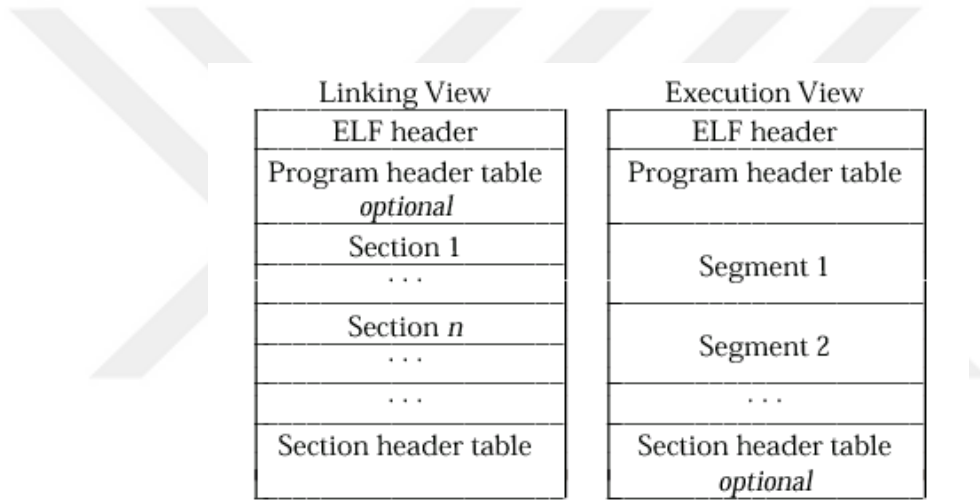 Linking View
ELF header
Program header table
optional
Section 1
. . .
Section n
. . .
. . .
Section header table
Execution View
ELF header
Program header table
Segment 1
Segment 2
. . .
Section header table
optional